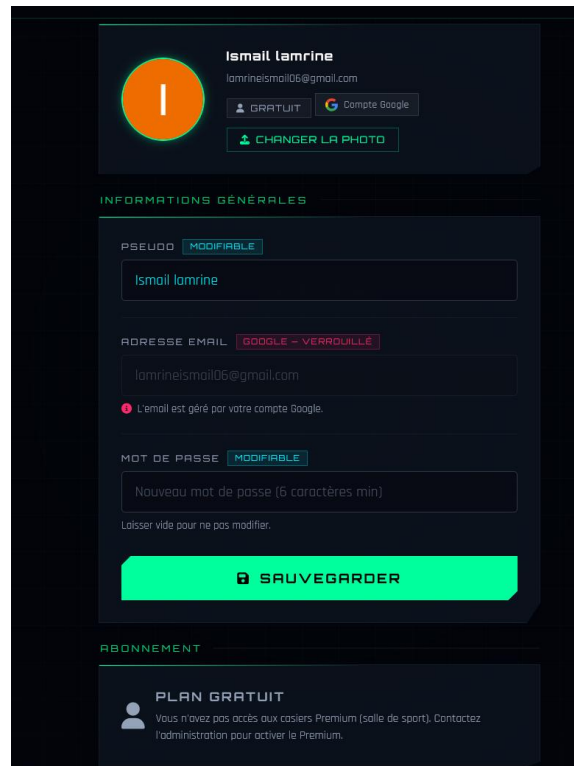 I
Ismail lamrine
lamrineismail06@gmail.com
GRATUIT
Compte Google
CHANGER LA PHOTO
INFORMATIONS GÉNÉRALES
PSEUDO MODIFIABLE
Ismail lamrine
ADRESSE EMAIL GOOGLE – VERROUILLÉ
lamrineismail06@gmail.com
L'email est géré par votre compte Google.
MOT DE PASSE MODIFIABLE
Nouveau mot de passe (6 caractères min)
Laisser vide pour ne pas modifier.
SAUVEGARDER
ABONNEMENT
PLAN GRATUIT
Vous n'avez pas accès aux casiers Premium (salle de sport). Contactez
l'administration pour activer le Premium.